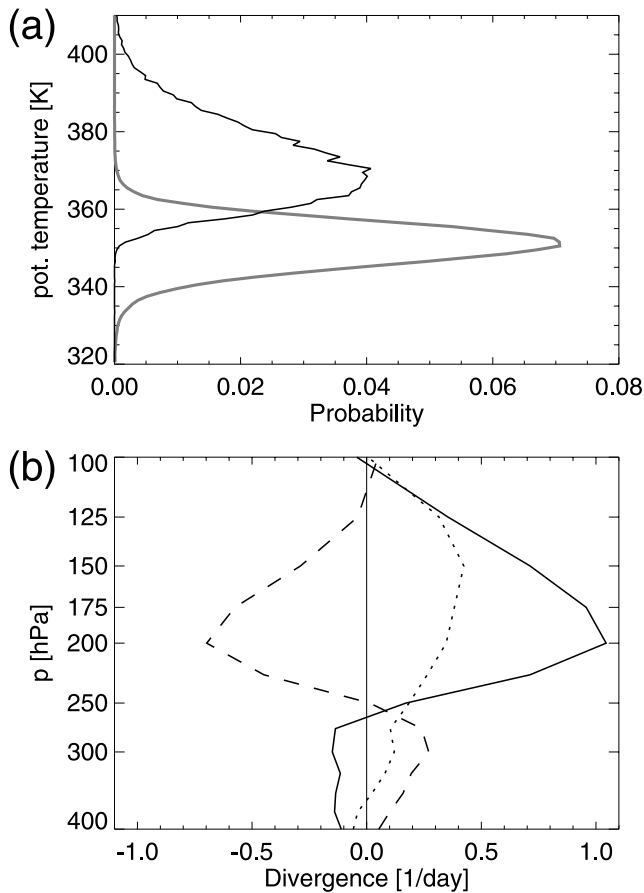 (a)
pot. temperature [K]
400
380
360
340
320
0.00 0.02 0.04 0.06 0.08
Probability
(b)
p [hPa]
100
125
150
175
200
250
300
400
-1.0 -0.5 0.0 0.5 1.0
Divergence [1/day]